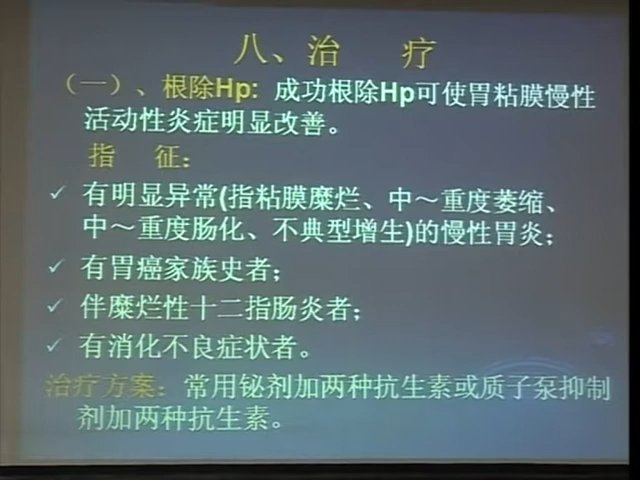 八、治 疗
（一）、根除Hp: 成功根除Hp可使胃粘膜慢性
活动性炎症明显改善。
指 征:
✓ 有明显异常(指粘膜糜烂、中～重度萎缩、
中～重度肠化、不典型增生)的慢性胃炎;
✓ 有胃癌家族史者;
✓ 伴糜烂性十二指肠炎者;
✓ 有消化不良症状者。
治疗方案: 常用铋剂加两种抗生素或质子泵抑制
剂加两种抗生素。